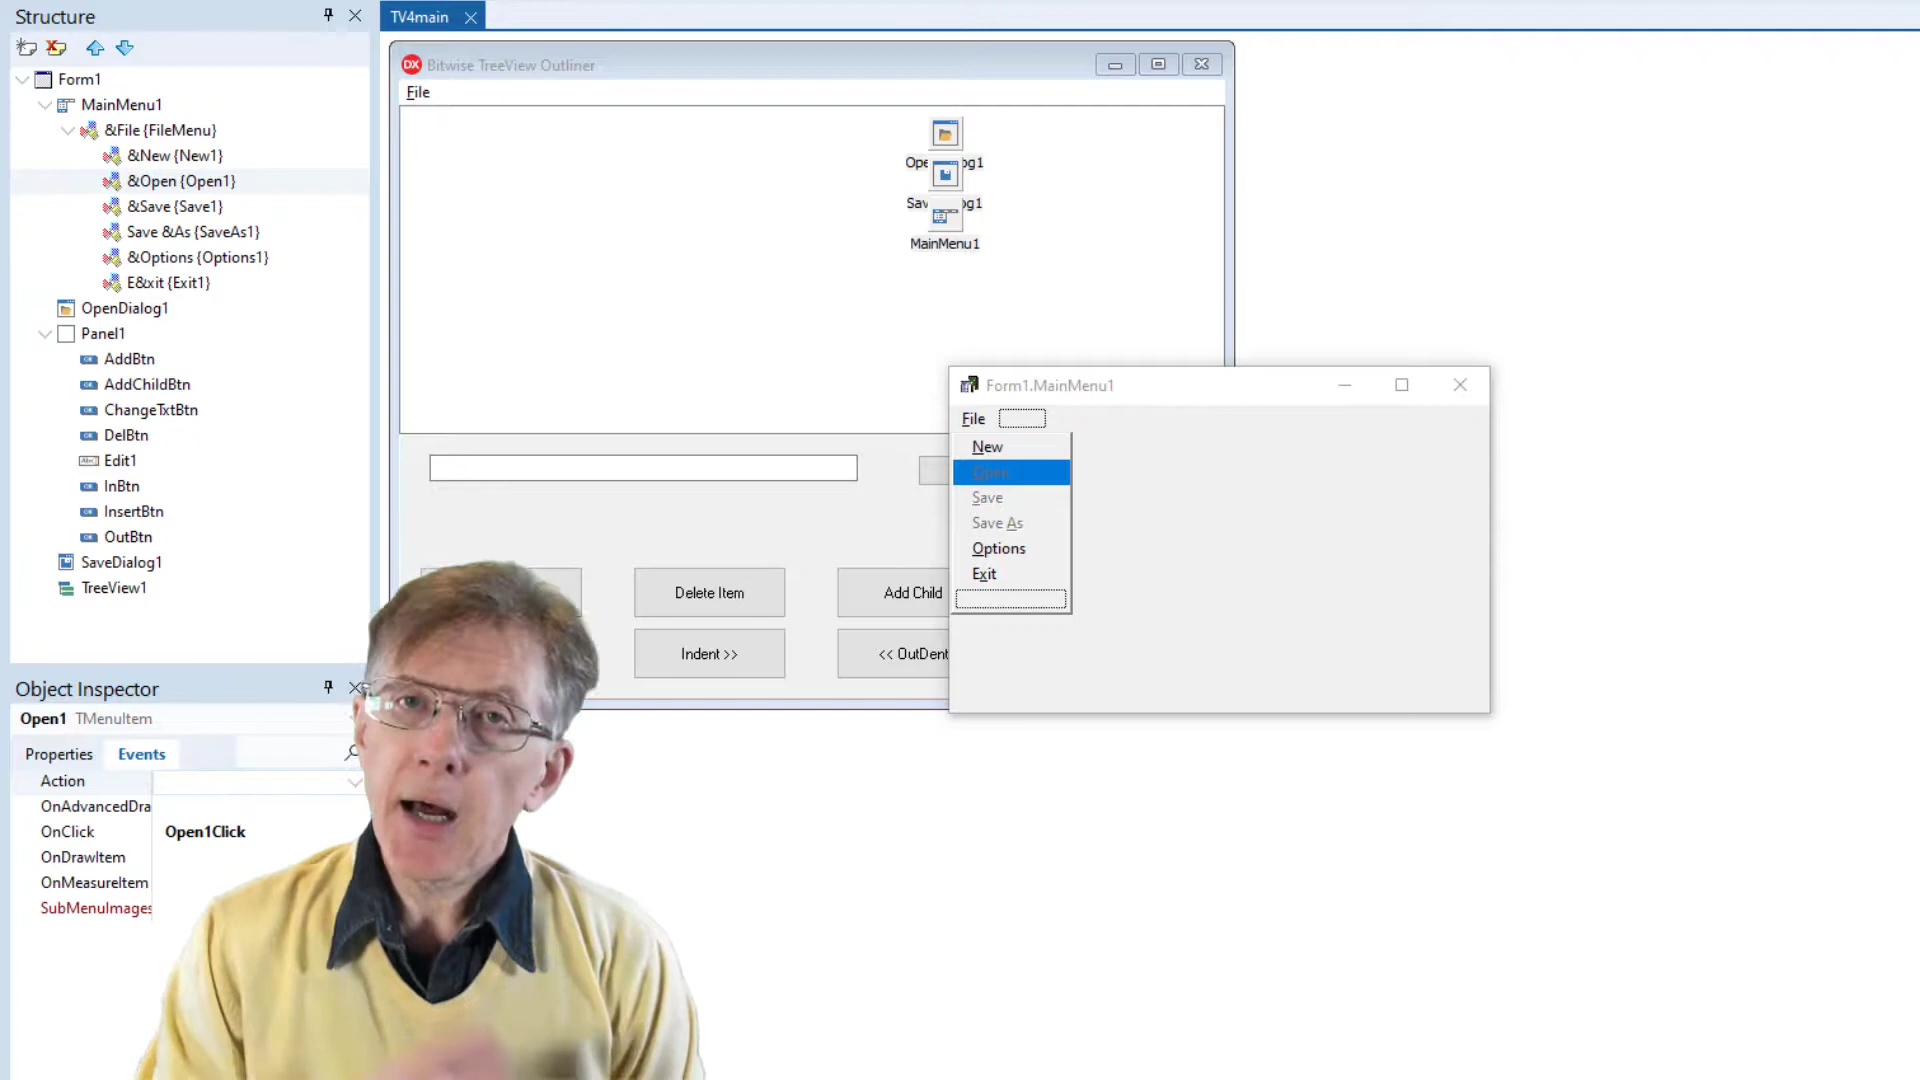 Structure
Form1
MainMenu1
&File {FileMenu}
&New {New1}
&Open {Open1}
&Save {Save1}
Save &As {SaveAs1}
&Options {Options1}
E&xit {Exit1}
OpenDialog1
Panel1
AddBtn
AddChildBtn
ChangeTxtBtn
DelBtn
Edit1
InBtn
InsertBtn
OutBtn
SaveDialog1
TreeView1
Object Inspector
Open1 TMenuItem
Properties Events
Action
OnAdvancedDra
OnClick Open1Click
OnDrawItem
OnMeasureItem
SubMenuImages
TV4main
DX Bitwise TreeView Outliner
File
MainMenu1
Delete Item
Add Child
Indent >>
<< OutDent
Form1.MainMenu1
File
New
Open
Save
Save As
Options
Exit